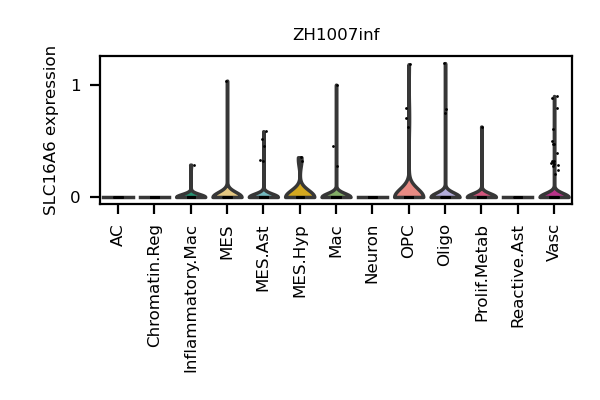 ZH1007inf
SLC16A6 expression
1
0
AC
Chromatin.Reg
Inflammatory.Mac
MES
MES.Ast
MES.Hyp
Mac
Neuron
OPC
Oligo
Prolif.Metab
Reactive.Ast
Vasc